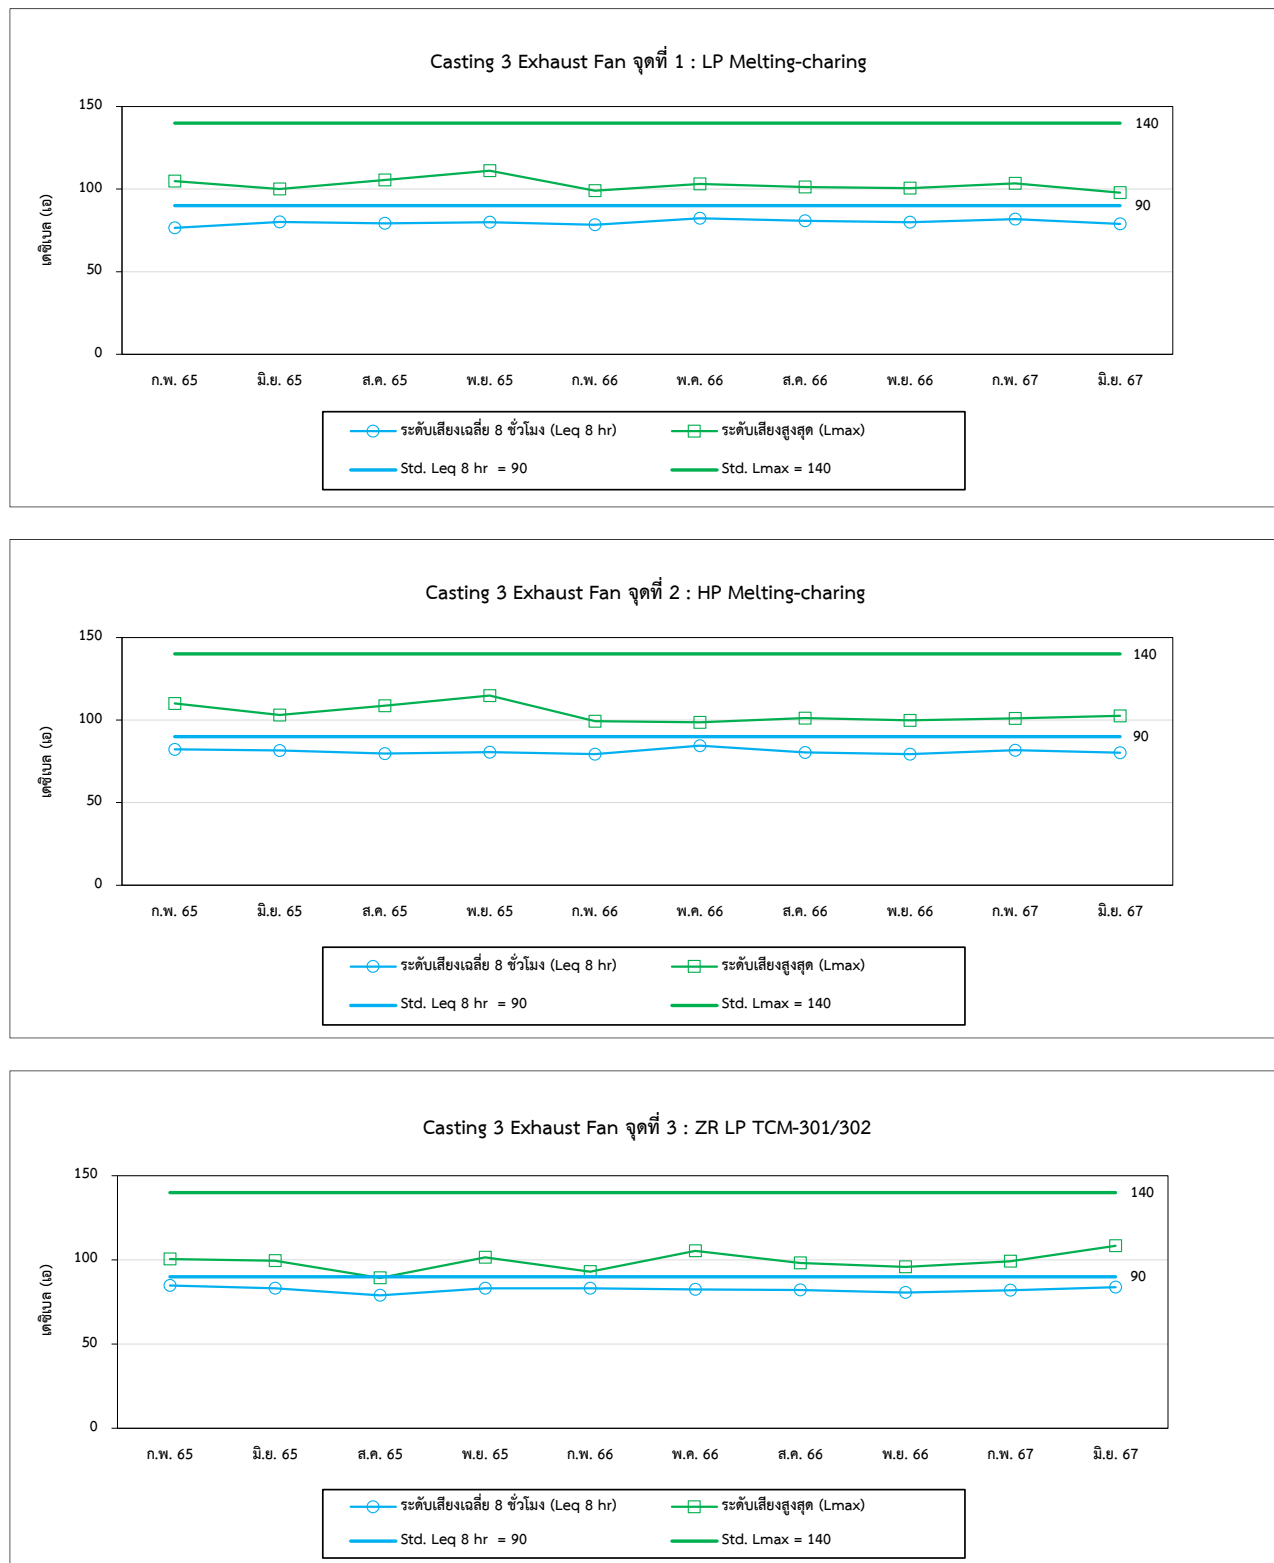 Casting 3 Exhaust Fan จุดที่ 1 : LP Melting-charing
150
140
100
90
50
0
เดซิเบล (เอ)
ก.พ. 65 มิ.ย. 65 ส.ค. 65 พ.ย. 65 ก.พ. 66 พ.ค. 66 ส.ค. 66 พ.ย. 66 ก.พ. 67 มิ.ย. 67
ระดับเสียงเฉลี่ย 8 ชั่วโมง (Leq 8 hr) ระดับเสียงสูงสุด (Lmax)
Std. Leq 8 hr = 90 Std. Lmax = 140
Casting 3 Exhaust Fan จุดที่ 2 : HP Melting-charing
150
140
100
90
50
0
เดซิเบล (เอ)
ก.พ. 65 มิ.ย. 65 ส.ค. 65 พ.ย. 65 ก.พ. 66 พ.ค. 66 ส.ค. 66 พ.ย. 66 ก.พ. 67 มิ.ย. 67
ระดับเสียงเฉลี่ย 8 ชั่วโมง (Leq 8 hr) ระดับเสียงสูงสุด (Lmax)
Std. Leq 8 hr = 90 Std. Lmax = 140
Casting 3 Exhaust Fan จุดที่ 3 : ZR LP TCM-301/302
150
140
100
90
50
0
เดซิเบล (เอ)
ก.พ. 65 มิ.ย. 65 ส.ค. 65 พ.ย. 65 ก.พ. 66 พ.ค. 66 ส.ค. 66 พ.ย. 66 ก.พ. 67 มิ.ย. 67
ระดับเสียงเฉลี่ย 8 ชั่วโมง (Leq 8 hr) ระดับเสียงสูงสุด (Lmax)
Std. Leq 8 hr = 90 Std. Lmax = 140